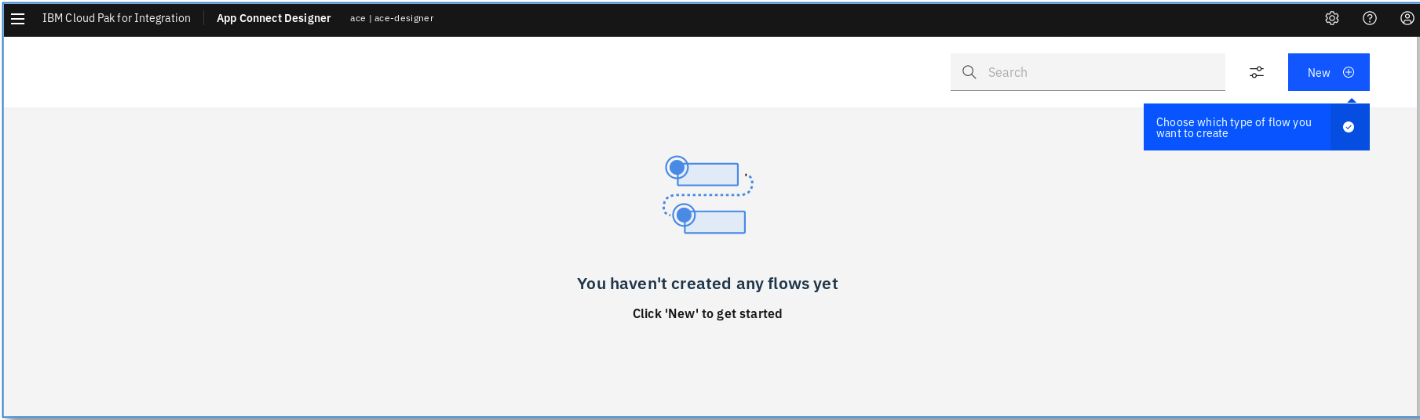 IBM Cloud Pak for Integration App Connect Designer ace | ace-designer
Search
New
Choose which type of flow you
want to create
You haven't created any flows yet
Click 'New' to get started